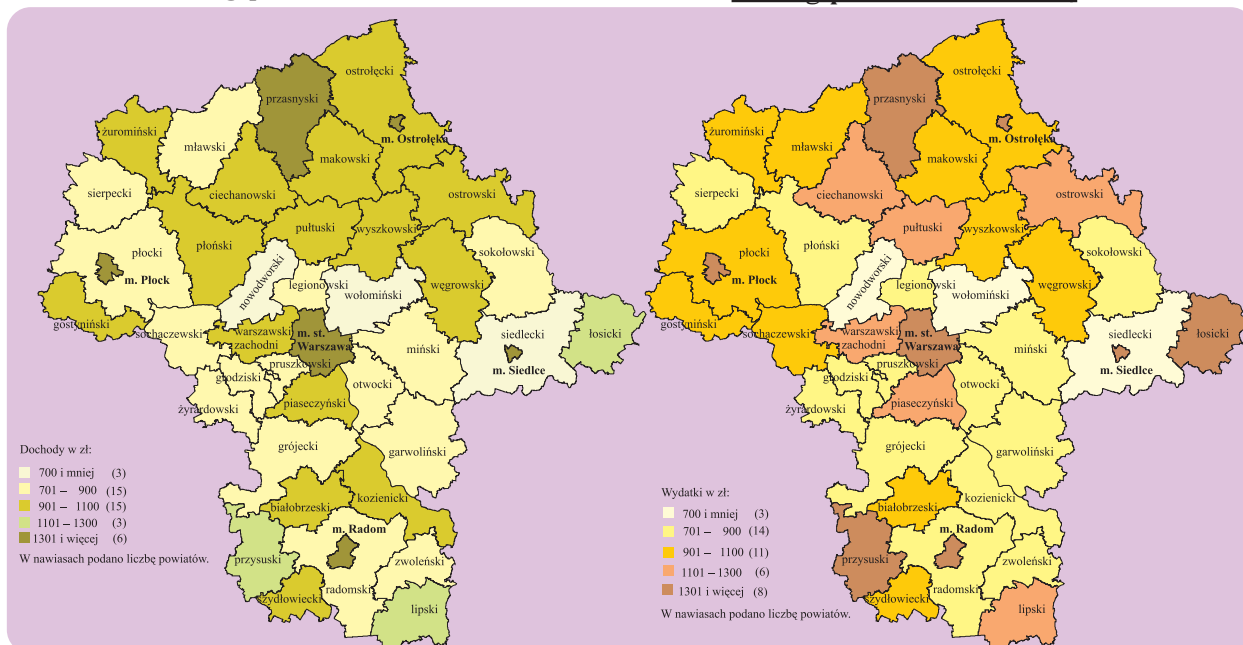 ostrołęcki
przasnyski
żuromiński
mławski
m. Ostrołęka
makowski
sierpecki
ciechanowski
ostrowski
pułtuski
wyszkowski
płoński
płocki
sokołowski
m. Płock
nowodworski
legionowski
węgrowski
wołomiński
gostyniński
sochaczewski
warszawski
zachodni
m. st.
Warszawa
siedlecki
łosicki
miński
m. Siedlce
pruszkowski
grodziski
otwocki
żyrardowski
piaseczyński
grójecki
garwoliński
kozienicki
białobrzeski
m. Radom
przysuski
zwoleński
radomski
szydłowiecki
lipski
Dochody w zł:
700 i mniej (3)
701 – 900 (15)
901 – 1100 (15)
1101 – 1300 (3)
1301 i więcej (6)
W nawiasach podano liczbę powiatów.
ostrołęcki
przasnyski
żuromiński
mławski
m. Ostrołęka
makowski
sierpecki
ciechanowski
ostrowski
pułtuski
wyszkowski
płoński
płocki
sokołowski
m. Płock
nowodworski
legionowski
węgrowski
wołomiński
gostyniński
sochaczewski
warszawski
zachodni
m. st.
Warszawa
siedlecki
łosicki
miński
m. Siedlce
pruszkowski
grodziski
otwocki
żyrardowski
piaseczyński
grójecki
garwoliński
kozienicki
białobrzeski
m. Radom
przysuski
zwoleński
radomski
szydłowiecki
lipski
Wydatki w zł:
700 i mniej (3)
701 – 900 (14)
901 – 1100 (11)
1101 – 1300 (6)
1301 i więcej (8)
W nawiasach podano liczbę powiatów.